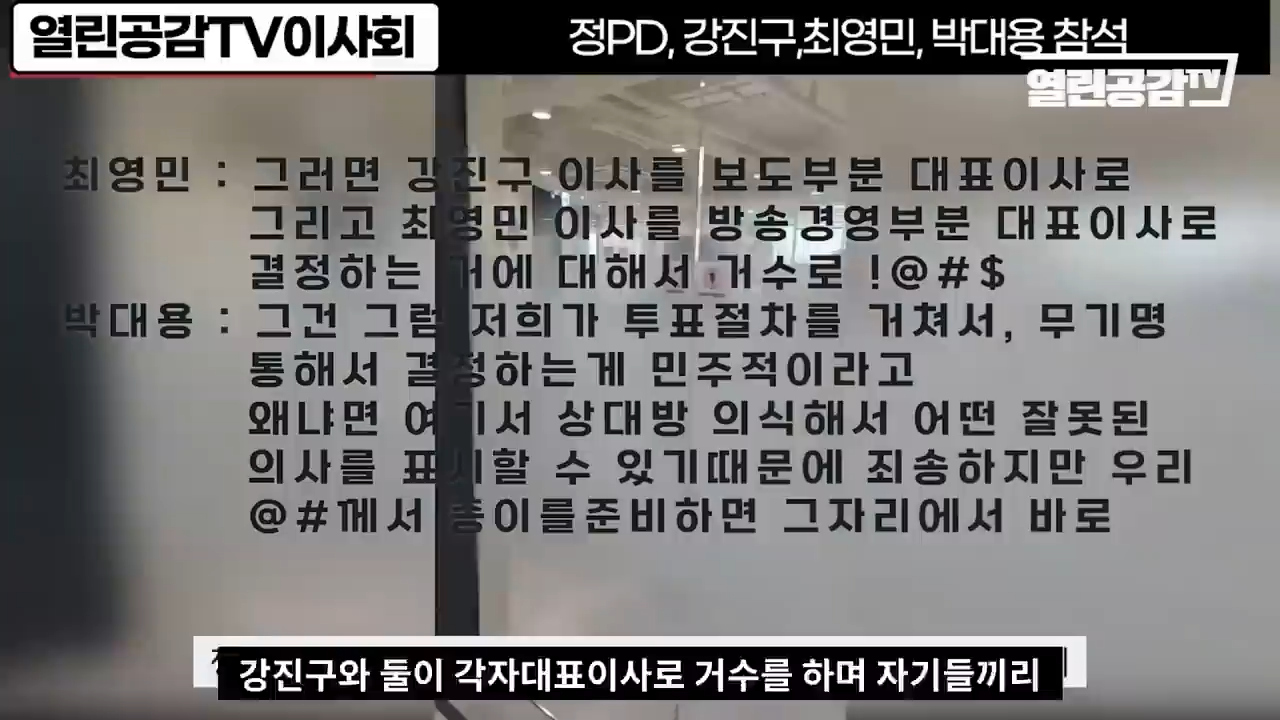 열린공감TV이사회
정PD, 강진구,최영민, 박대용 참석
열린공감TV
최영민 : 그러면 강진구 이사를 보도부분 대표이사로
그리고 최영민 이사를 방송경영부분 대표이사로
결정하는 거에 대해서 거수로 !@#$
박대용 : 그건 그럼 저희가 투표절차를 거쳐서, 무기명
통해서 결정하는게 민주적이라고
왜냐면 여기서 상대방 의식해서 어떤 잘못된
의사를 표시할 수 있기때문에 죄송하지만 우리
@#께서 종이를준비하면 그자리에서 바로
강진구와 둘이 각자대표이사로 거수를 하며 자기들끼리